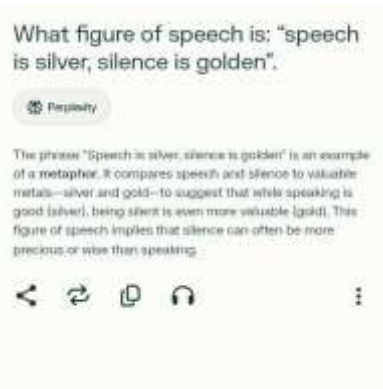 What figure of speech is: “speech
is silver, silence is golden”.
Perplexity
The phrase "Speech is silver, silence is golden" is an example
of a metaphor. It compares speech and silence to valuable
metals—silver and gold—to suggest that while speaking is
good (silver), being silent is even more valuable (gold). This
figure of speech implies that silence can often be more
precious or wise than speaking.